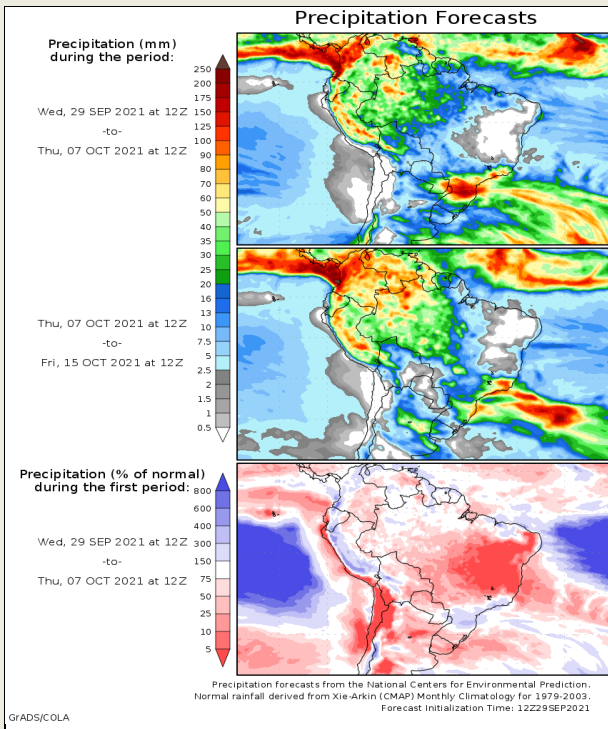 Precipitation Forecasts
Precipitation (mm)
during the period:
Wed, 29 SEP 2021 at 12Z
-to-
Thu, 07 OCT 2021 at 12Z
250
200
175
150
125
100
90
80
70
60
50
40
35
30
25
20
16
13
10
7.5
5
2.5
2
1.5
1
0.5
Thu, 07 OCT 2021 at 12Z
-to-
Fri, 15 OCT 2021 at 12Z
Precipitation (% of normal)
during the first period:
Wed, 29 SEP 2021 at 12Z
-to-
Thu, 07 OCT 2021 at 12Z
800
600
400
300
150
75
50
25
10
5
Precipitation forecasts from the National Centers for Environmental Prediction.
Normal rainfall derived from Xie-Arkin (CMAP) Monthly Climatology for 1979-2003.
Forecast Initialization Time: 12Z29SEP2021
GrADS/COLA